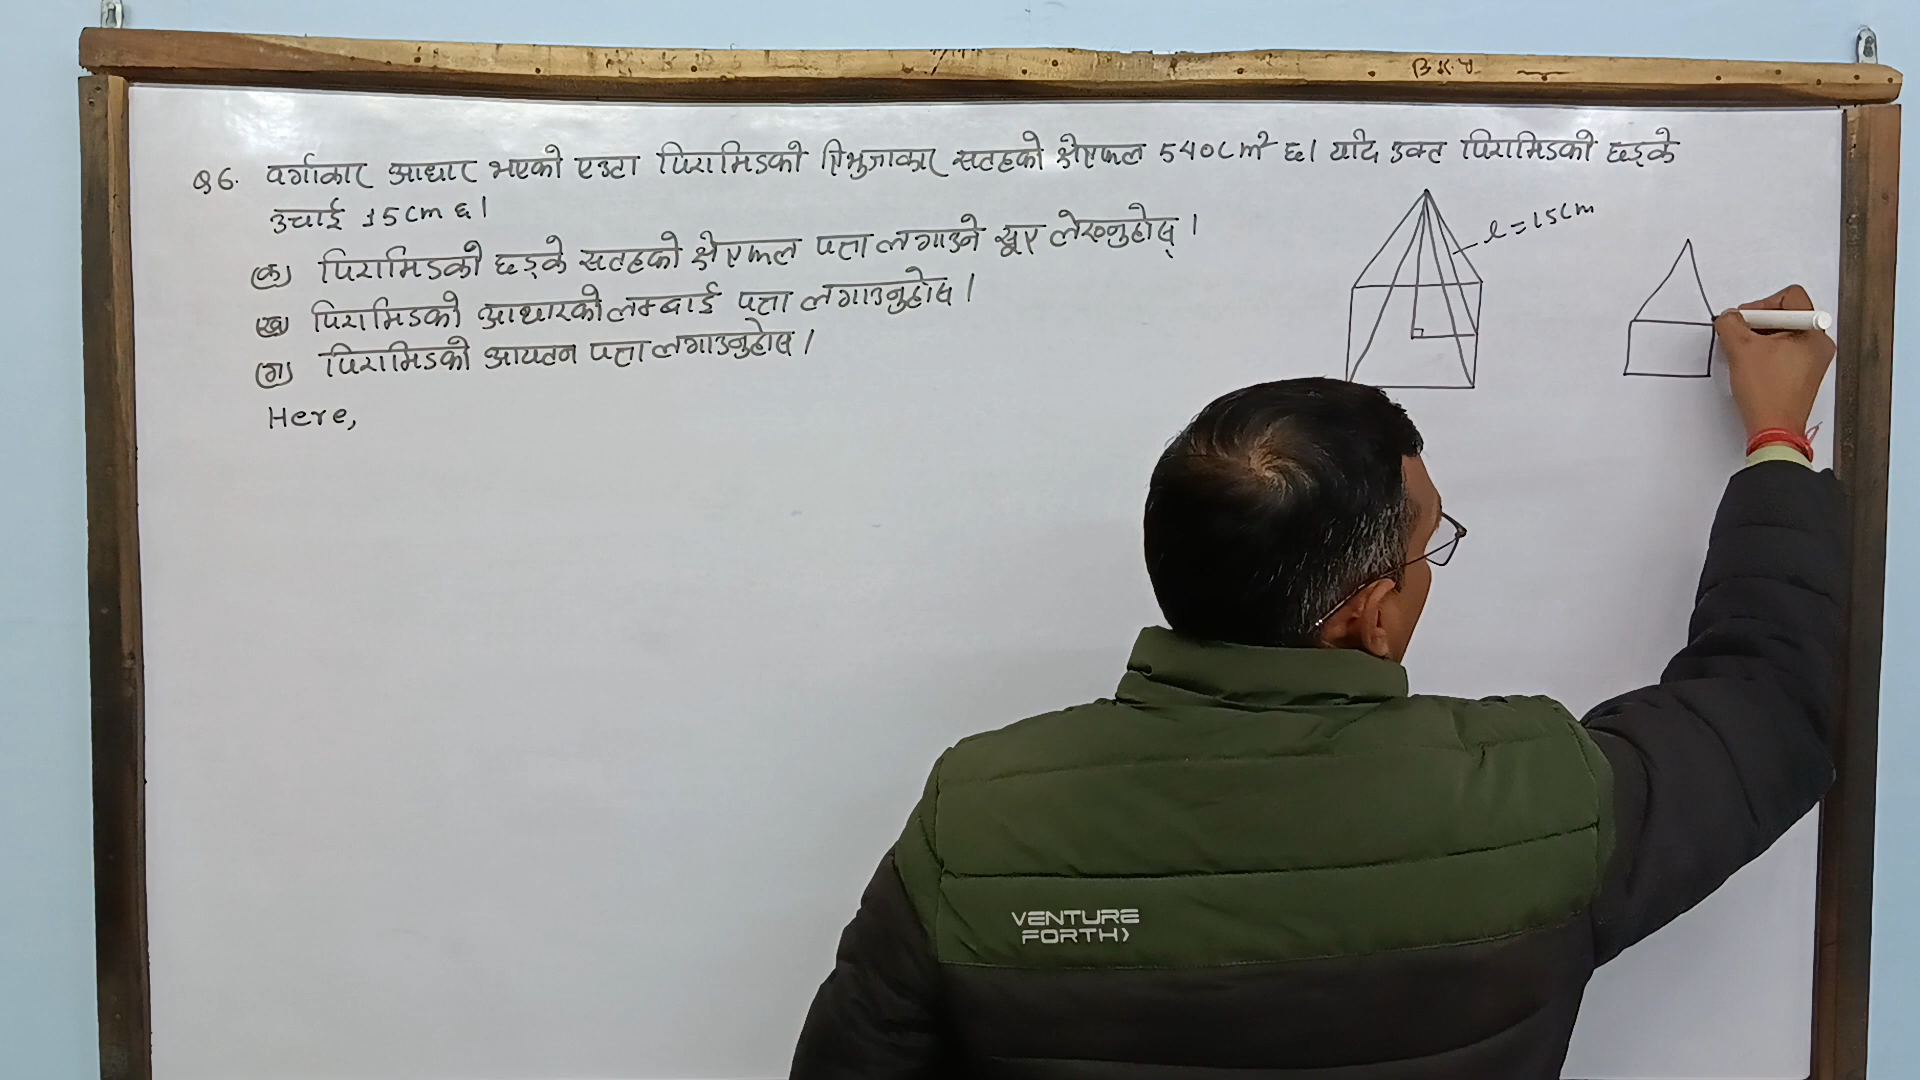 B.K.
Q6. वर्गाकार आधार भएको एउटा पिरामिडको त्रिभुजाकार सतहको क्षेत्रफल 540cm² छ। यदि उक्त पिरामिडको छड्के
उचाई 15cm छ।
(क) पिरामिडको छड्के सतहको क्षेत्रफल पत्ता लगाउने सूत्र लेख्नुहोस्।
(ख) पिरामिडको आधारको लम्बाई पत्ता लगाउनुहोस।
(ग) पिरामिडको आयतन पत्ता लगाउनुहोस।
Here,
l=15cm
VENTURE
FORTH